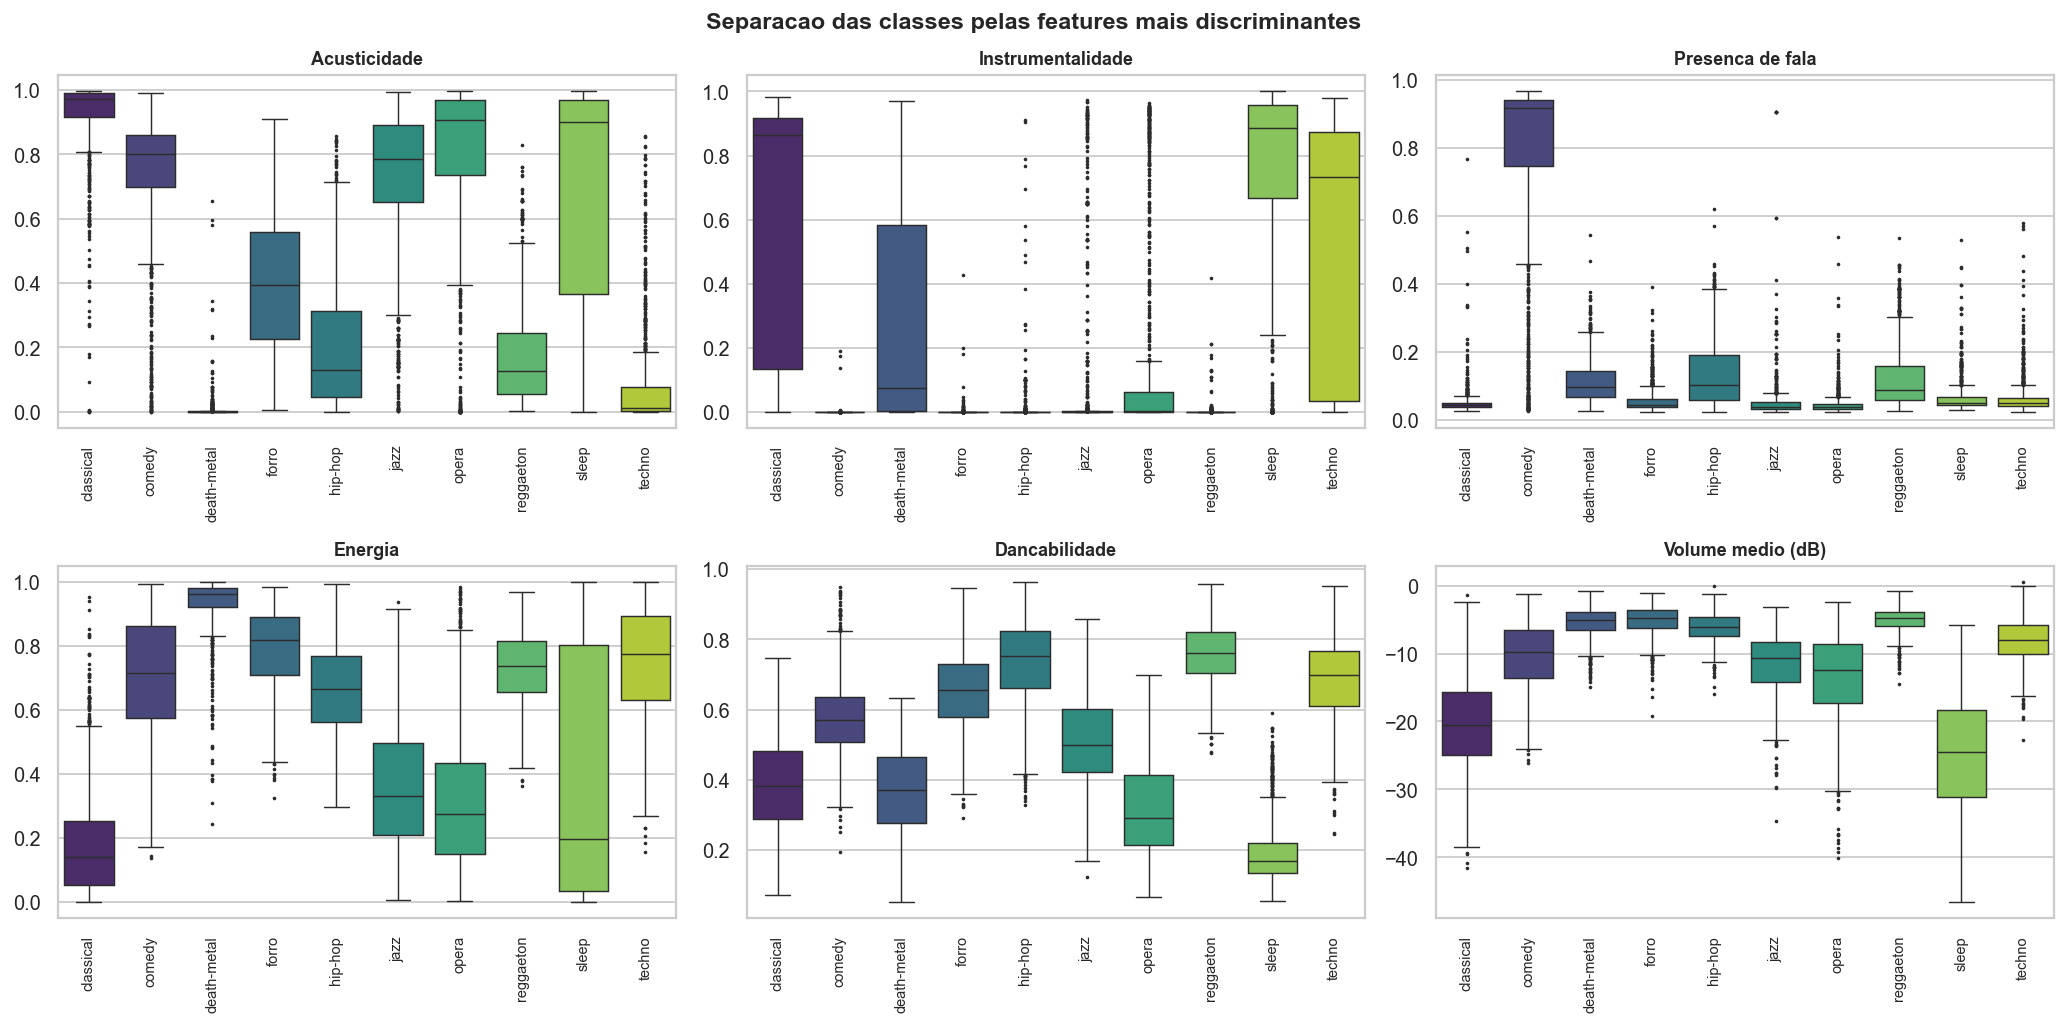 Separacao das classes pelas features mais discriminantes
Acusticidade
1.0
0.8
0.6
0.4
0.2
0.0
classical
comedy
death-metal
forro
hip-hop
jazz
opera
reggaeton
sleep
techno
Instrumentalidade
1.0
0.8
0.6
0.4
0.2
0.0
classical
comedy
death-metal
forro
hip-hop
jazz
opera
reggaeton
sleep
techno
Presenca de fala
1.0
0.8
0.6
0.4
0.2
0.0
classical
comedy
death-metal
forro
hip-hop
jazz
opera
reggaeton
sleep
techno
Energia
1.0
0.8
0.6
0.4
0.2
0.0
classical
comedy
death-metal
forro
hip-hop
jazz
opera
reggaeton
sleep
techno
Dancabilidade
1.0
0.8
0.6
0.4
0.2
classical
comedy
death-metal
forro
hip-hop
jazz
opera
reggaeton
sleep
techno
Volume medio (dB)
0
−10
−20
−30
−40
classical
comedy
death-metal
forro
hip-hop
jazz
opera
reggaeton
sleep
techno